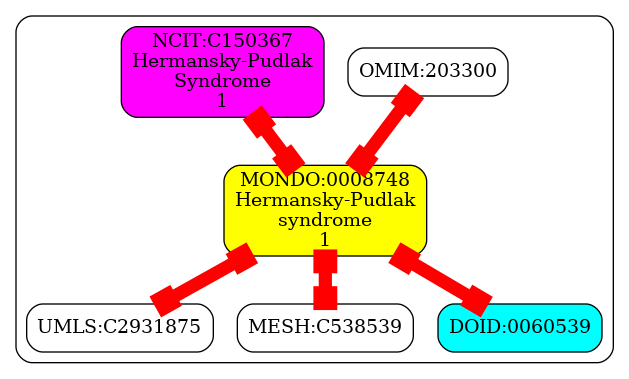 NCIT:C150367
Hermansky-Pudlak
Syndrome
1
OMIM:203300
MONDO:0008748
Hermansky-Pudlak
syndrome
1
UMLS:C2931875
MESH:C538539
DOID:0060539